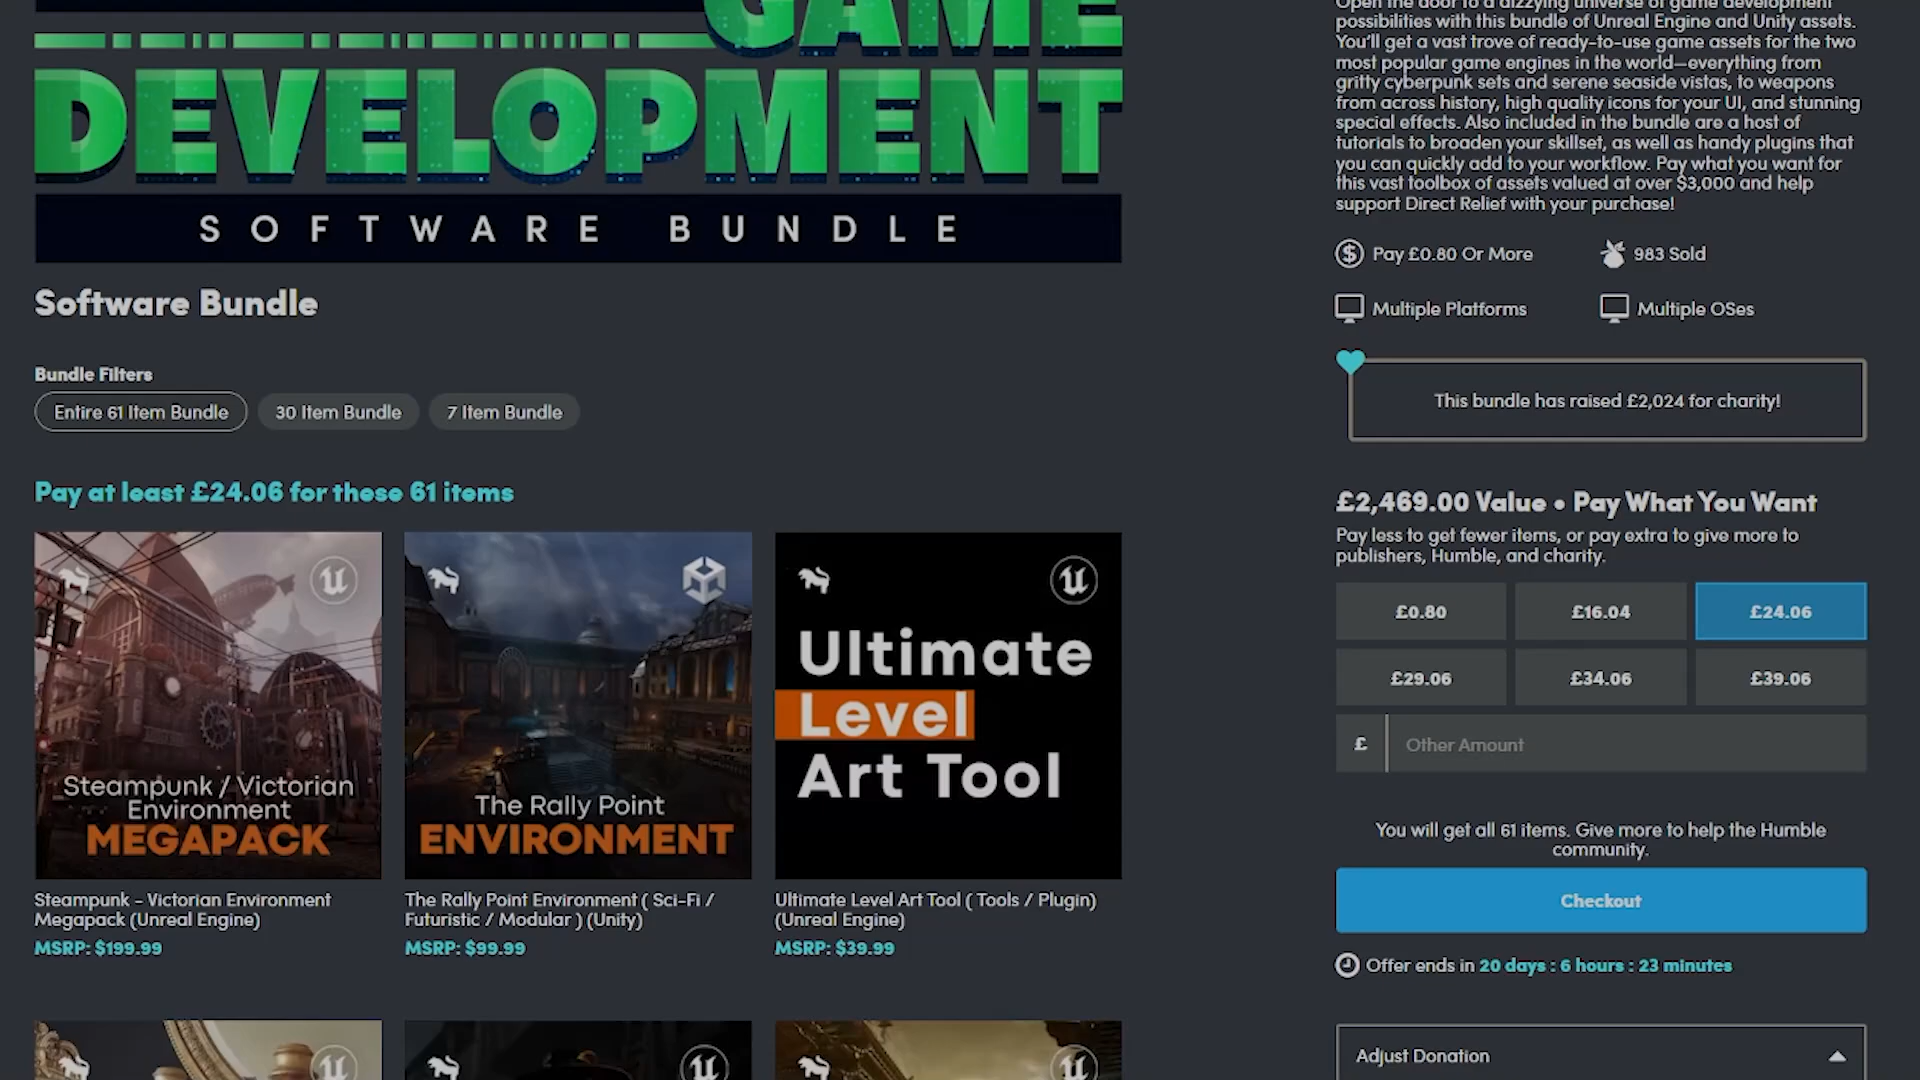 GAME
DEVELOPMENT
SOFTWARE BUNDLE
Software Bundle
Bundle Filters
Entire 61 Item Bundle
30 Item Bundle
7 Item Bundle
Pay at least £24.06 for these 61 items
Steampunk / Victorian
Environment
MEGAPACK
Steampunk - Victorian Environment
Megapack (Unreal Engine)
MSRP: $199.99
The Rally Point
ENVIRONMENT
The Rally Point Environment ( Sci-Fi /
Futuristic / Modular ) (Unity)
MSRP: $99.99
Ultimate
Level
Art Tool
Ultimate Level Art Tool ( Tools / Plugin)
(Unreal Engine)
MSRP: $39.99
Open the door to a dizzying universe of game development
possibilities with this bundle of Unreal Engine and Unity assets.
You'll get a vast trove of ready-to-use game assets for the two
most popular game engines in the world—everything from
gritty cyberpunk sets and serene seaside vistas, to weapons
from across history, high quality icons for your UI, and stunning
special effects. Also included in the bundle are a host of
tutorials to broaden your skillset, as well as handy plugins that
you can quickly add to your workflow. Pay what you want for
this vast toolbox of assets valued at over $3,000 and help
support Direct Relief with your purchase!
Pay £0.80 Or More
983 Sold
Multiple Platforms
Multiple OSes
This bundle has raised £2,024 for charity!
£2,469.00 Value • Pay What You Want
Pay less to get fewer items, or pay extra to give more to
publishers, Humble, and charity.
£0.80
£16.04
£24.06
£29.06
£34.06
£39.06
£
Other Amount
You will get all 61 items. Give more to help the Humble
community.
Checkout
Offer ends in 20 days : 6 hours : 23 minutes
Adjust Donation